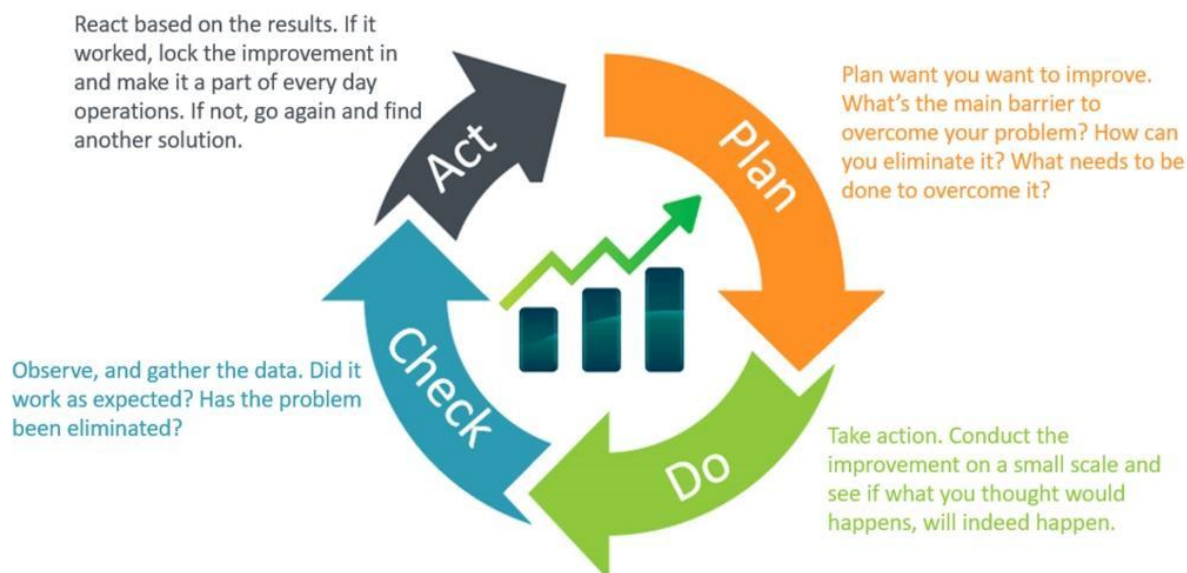 React based on the results. If it
worked, lock the improvement in
and make it a part of every day
operations. If not, go again and find
another solution.
Act
Plan
Plan want you want to improve.
What's the main barrier to
overcome your problem? How can
you eliminate it? What needs to be
done to overcome it?
Check
Observe, and gather the data. Did it
work as expected? Has the problem
been eliminated?
Do
Take action. Conduct the
improvement on a small scale and
see if what you thought would
happens, will indeed happen.